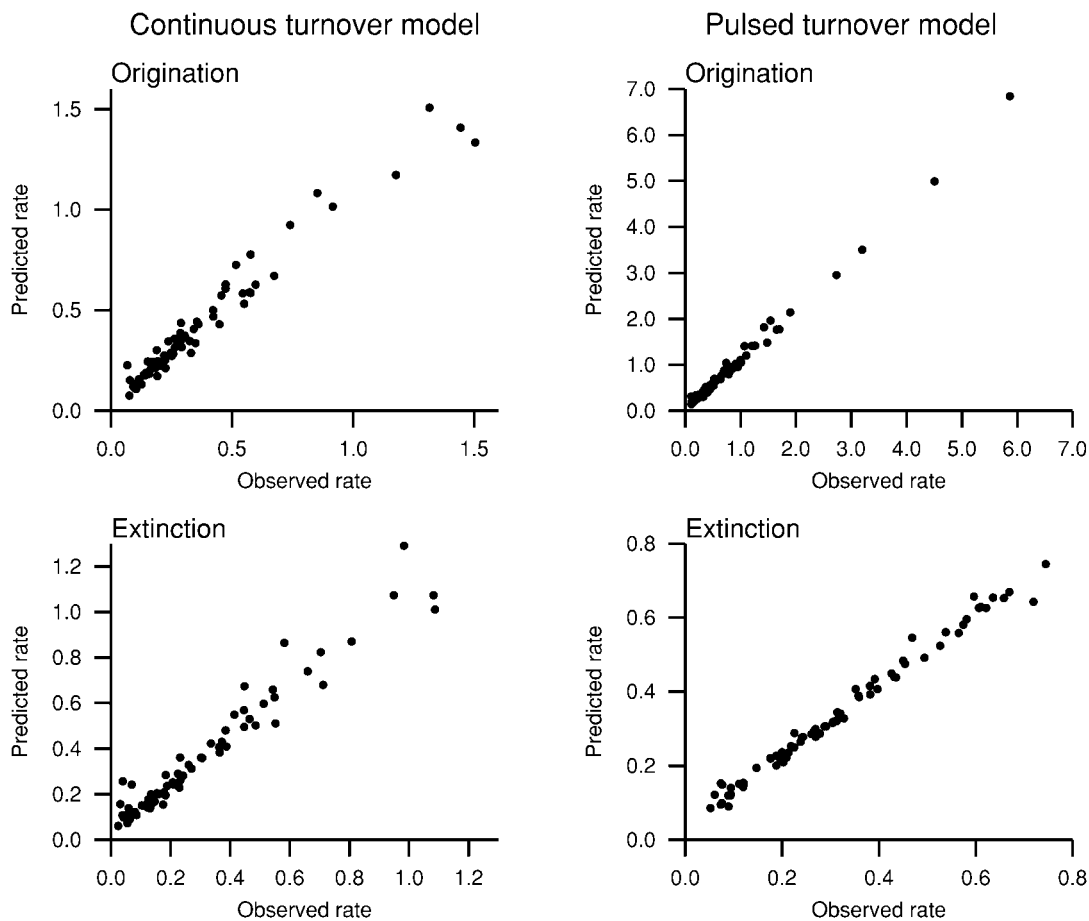 Continuous turnover model
Pulsed turnover model
Origination
1.5
1.0
0.5
0.0
Predicted rate
0.0 0.5 1.0 1.5
Observed rate
Origination
7.0
6.0
5.0
4.0
3.0
2.0
1.0
0.0
Predicted rate
0.0 1.0 2.0 3.0 4.0 5.0 6.0 7.0
Observed rate
Extinction
1.2
1.0
0.8
0.6
0.4
0.2
0.0
Predicted rate
0.0 0.2 0.4 0.6 0.8 1.0 1.2
Observed rate
Extinction
0.8
0.6
0.4
0.2
0.0
Predicted rate
0.0 0.2 0.4 0.6 0.8
Observed rate